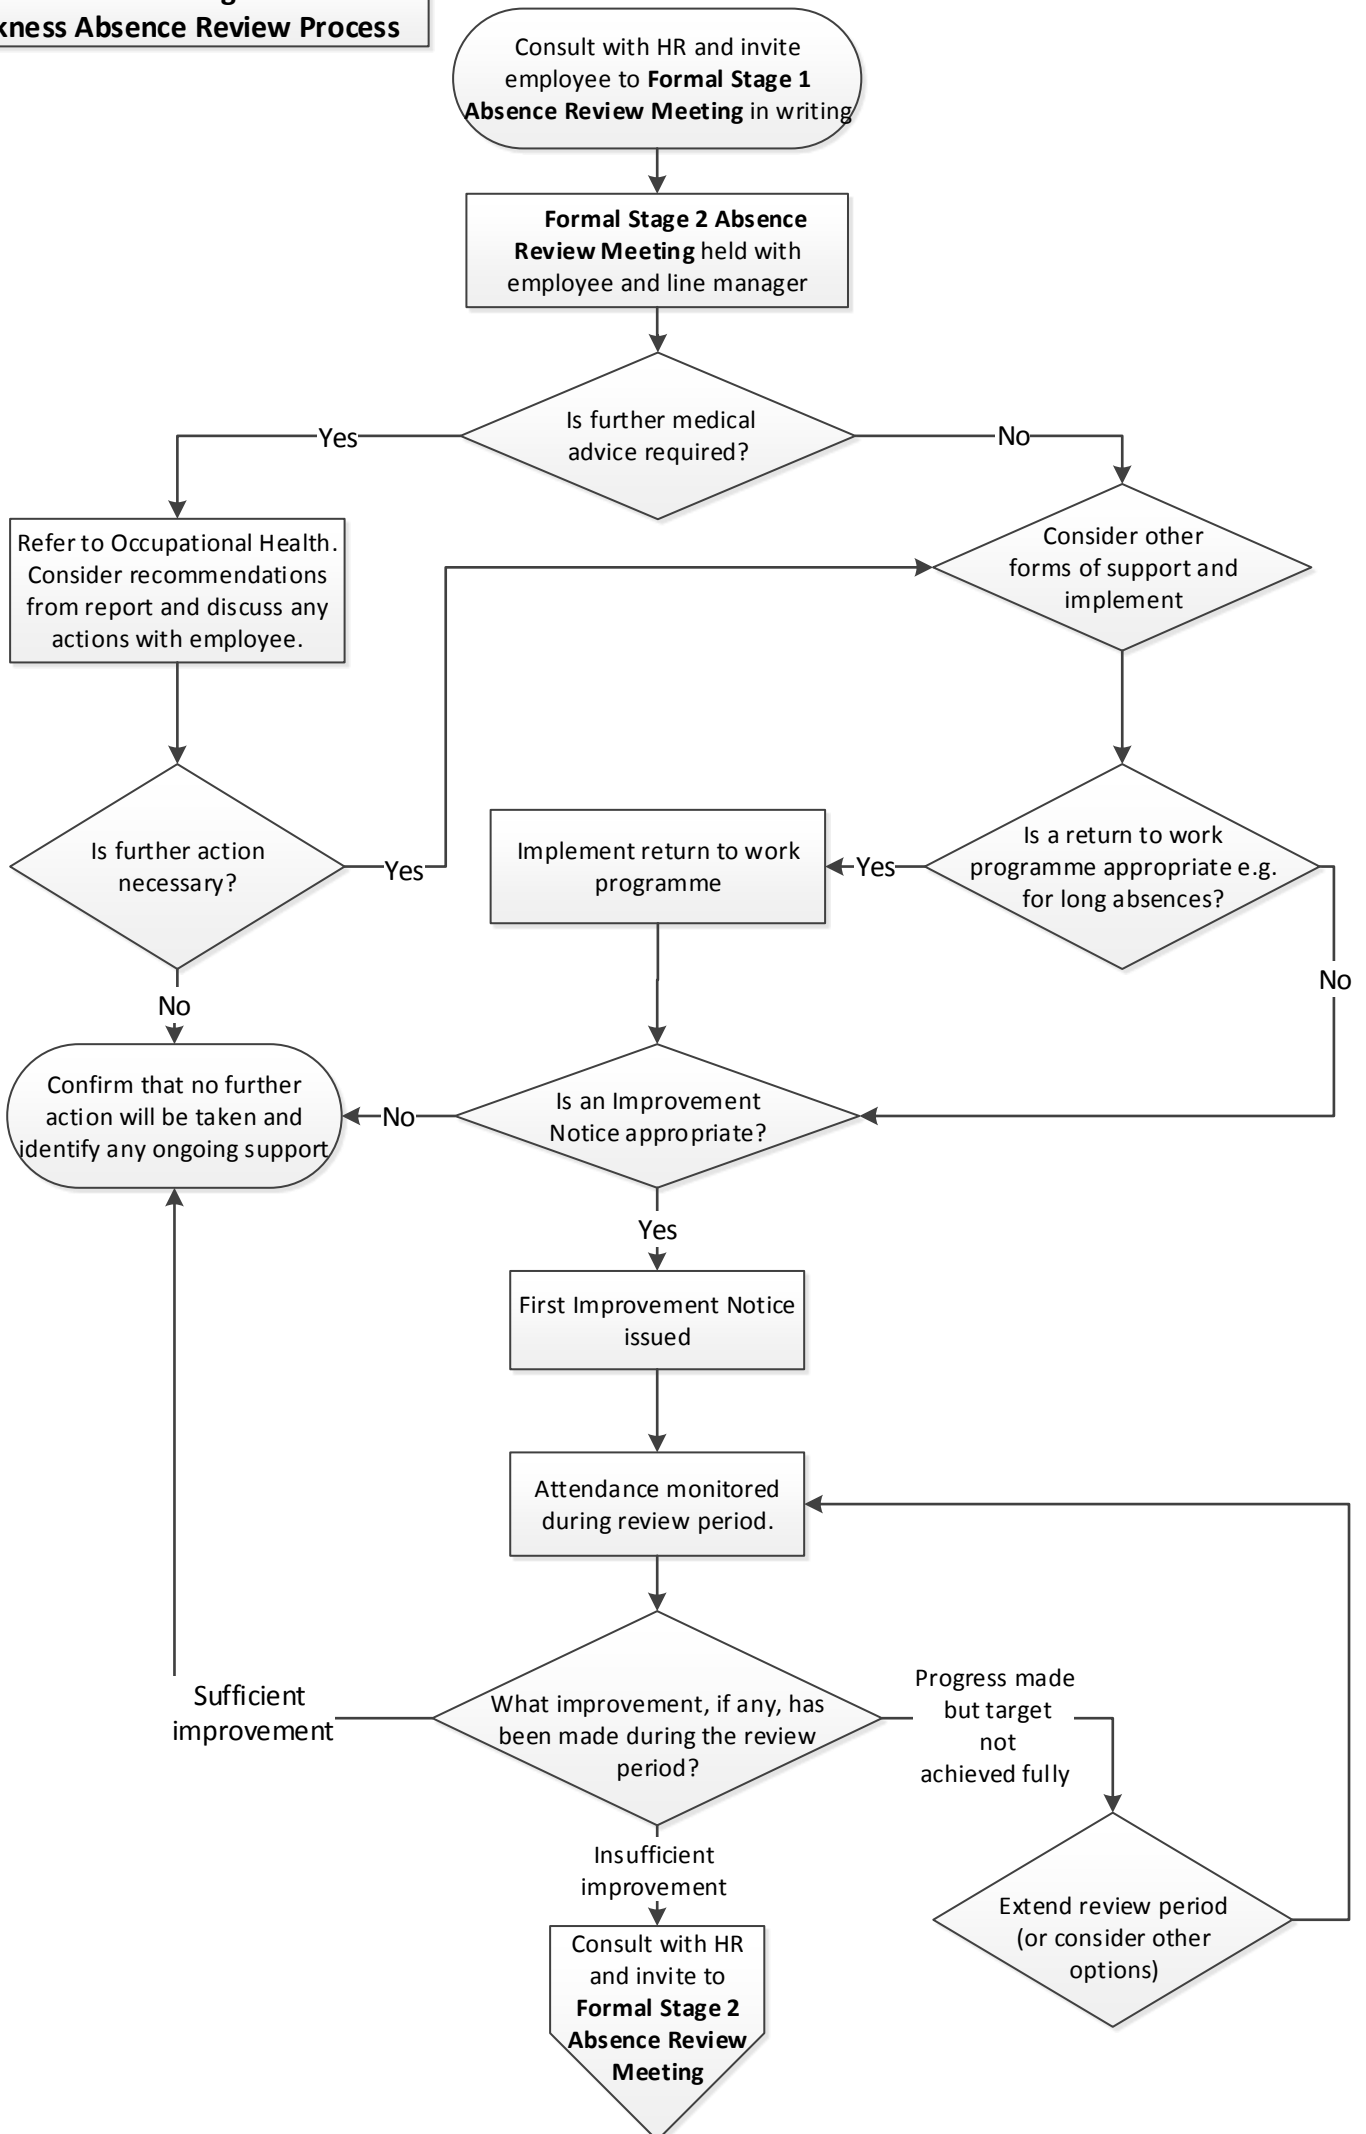 Absence Review Process
Consult with HR and invite
employee to Formal Stage 1
Absence Review Meeting in writing
Formal Stage 2 Absence
Review Meeting held with
employee and line manager
Is further medical
advice required?
Yes
No
Refer to Occupational Health.
Consider recommendations
from report and discuss any
actions with employee.
Consider other
forms of support and
implement
Is further action
necessary?
Yes
Implement return to work
programme
Yes
Is a return to work
programme appropriate e.g.
for long absences?
No
No
Confirm that no further
action will be taken and
identify any ongoing support
No
Is an Improvement
Notice appropriate?
Yes
First Improvement Notice
issued
Attendance monitored
during review period.
Sufficient
improvement
What improvement, if any, has
been made during the review
period?
Progress made
but target
not
achieved fully
Insufficient
improvement
Extend review period
(or consider other
options)
Consult with HR
and invite to
Formal Stage 2
Absence Review
Meeting